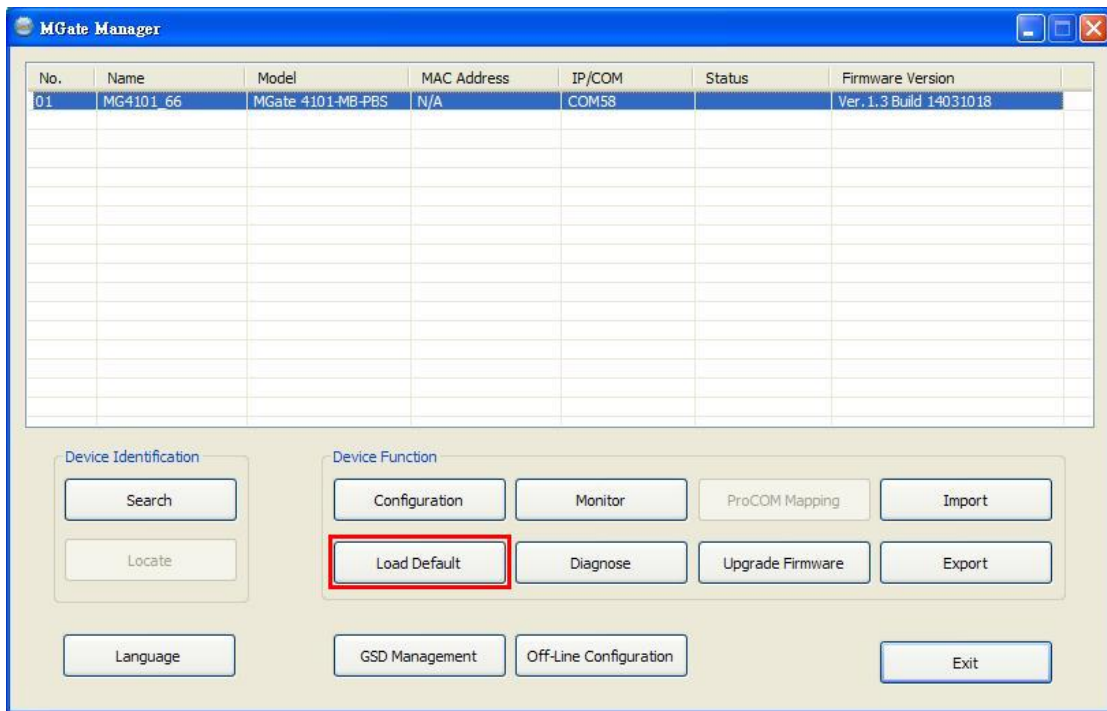 MGate Manager
No. Name Model MAC Address IP/COM Status Firmware Version
01 MG4101_66 MGate 4101-MB-PBS N/A COM58 Ver. 1.3 Build 14031018
Device Identification
Search
Locate
Device Function
Configuration Monitor ProCOM Mapping Import
Load Default Diagnose Upgrade Firmware Export
Language GSD Management Off-Line Configuration Exit